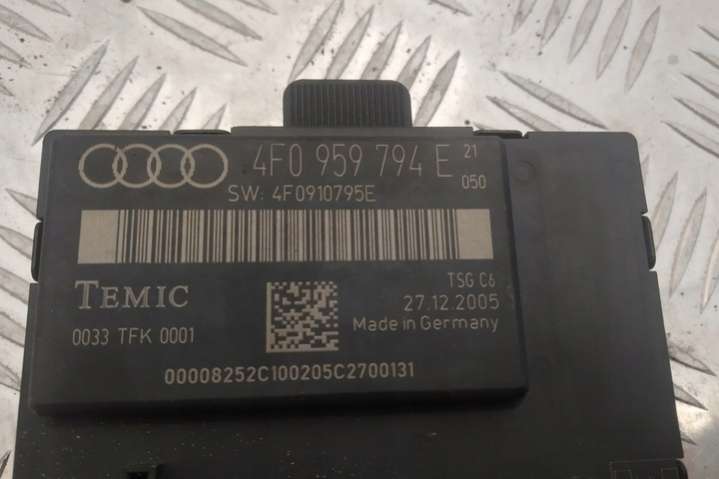 4F0 959 794 E 21
050
SW: 4F0910795E
TEMIC
TSG C6
27.12.2005
0033 TFK 0001
Made in Germany
00008252C100205C2700131